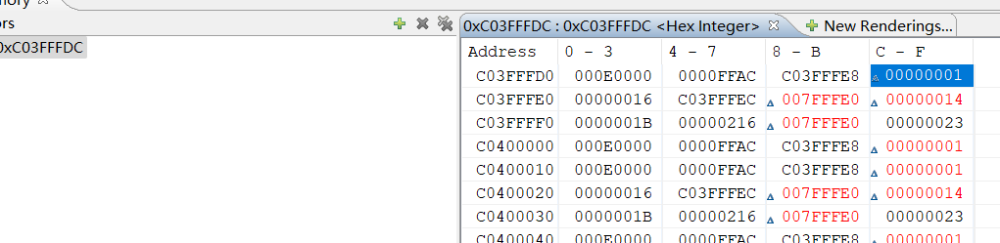 ors
0xC03FFFDC
0xC03FFFDC : 0xC03FFFDC <Hex Integer>
New Renderings...
Address 0 - 3 4 - 7 8 - B C - F
C03FFFD0 000E0000 0000FFAC C03FFFE8 00000001
C03FFFE0 00000016 C03FFFEC 007FFFE0 00000014
C03FFFF0 0000001B 00000216 007FFFE0 00000023
C0400000 000E0000 0000FFAC C03FFFE8 00000001
C0400010 000E0000 0000FFAC C03FFFE8 00000001
C0400020 00000016 C03FFFEC 007FFFE0 00000014
C0400030 0000001B 00000216 007FFFE0 00000023
C0400040 000E0000 0000FFAC C03FFFE8 00000001